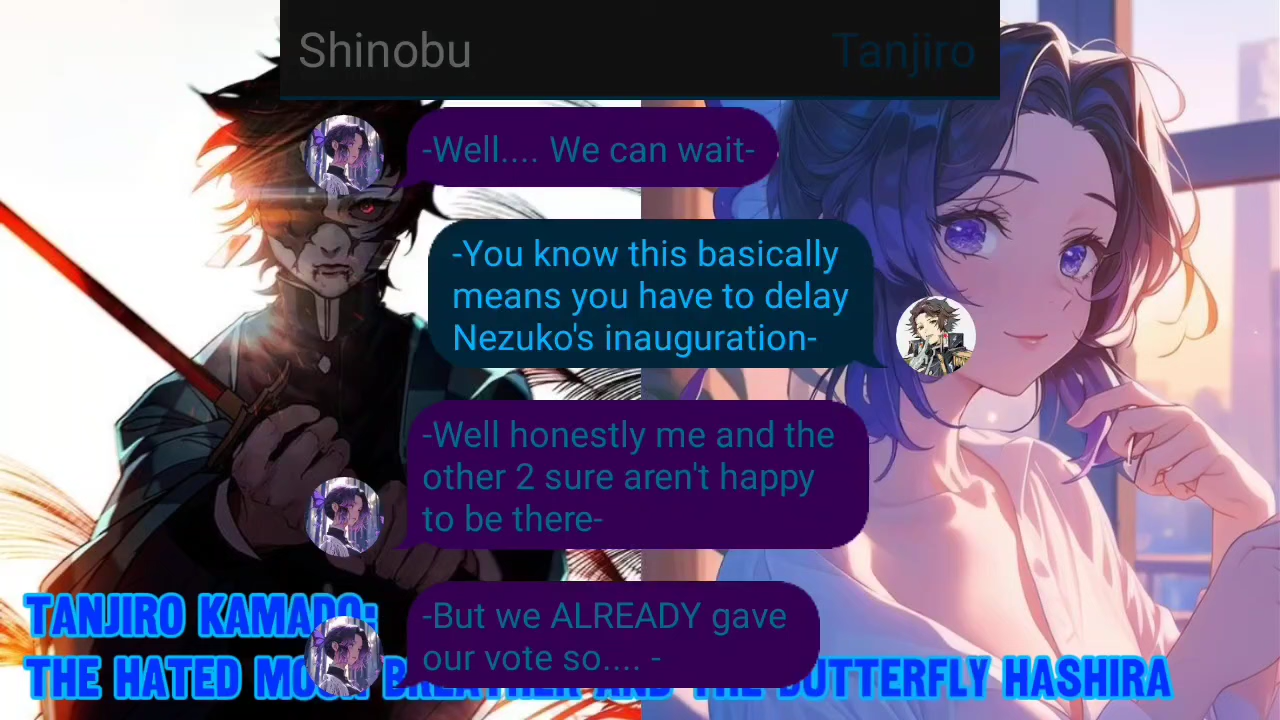 Shinobu
Tanjiro
-Well.... We can wait-
-You know this basically
means you have to delay
Nezuko's inauguration-
-Well honestly me and the
other 2 sure aren't happy
to be there-
-But we ALREADY gave
our vote so.... -
TANJIRO KAMADO:
THE HATED MOON BREATHER AND THE BUTTERFLY HASHIRA